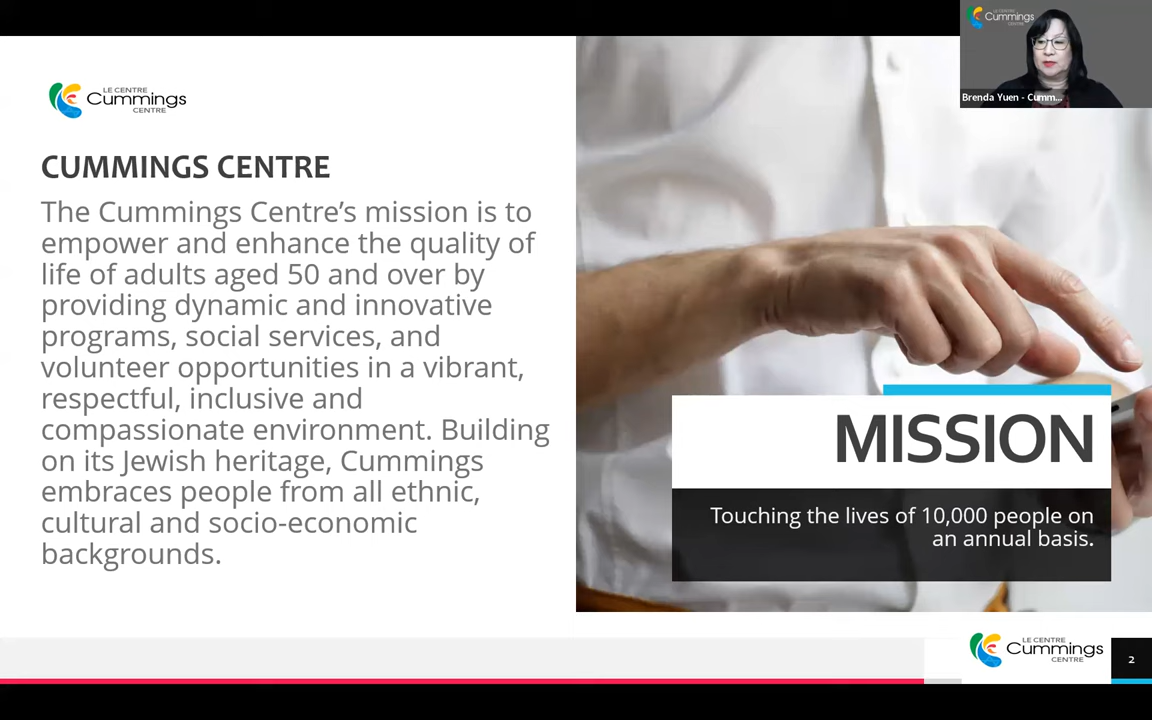 LE CENTRE
Cummings
CENTRE
LE CENTRE
Cummings
CENTRE
Brenda Yuen - Cumm...
CUMMINGS CENTRE
The Cummings Centre's mission is to
empower and enhance the quality of
life of adults aged 50 and over by
providing dynamic and innovative
programs, social services, and
volunteer opportunities in a vibrant,
respectful, inclusive and
compassionate environment. Building
on its Jewish heritage, Cummings
embraces people from all ethnic,
cultural and socio-economic
backgrounds.
MISSION
Touching the lives of 10,000 people on
an annual basis.
LE CENTRE
Cummings
CENTRE
2